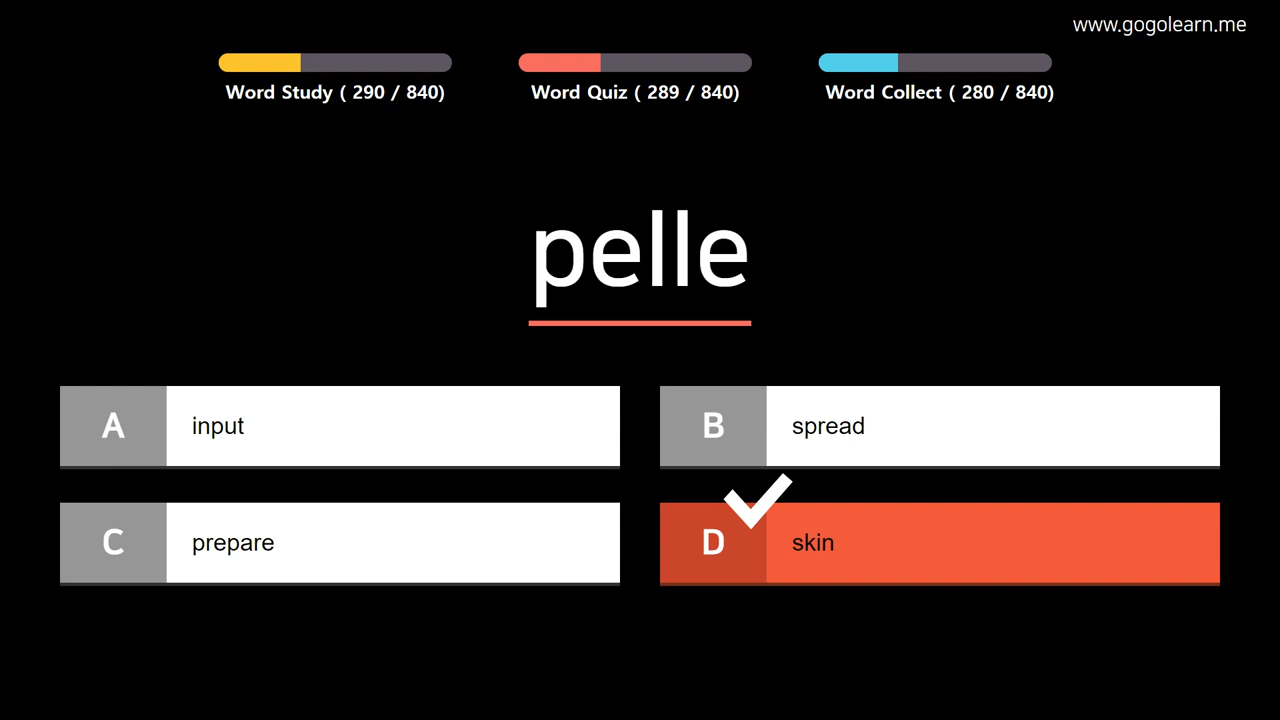 www.gogolearn.me
Word Study ( 290 / 840)
Word Quiz ( 289 / 840)
Word Collect ( 280 / 840)
pelle
A input
B spread
C prepare
D skin